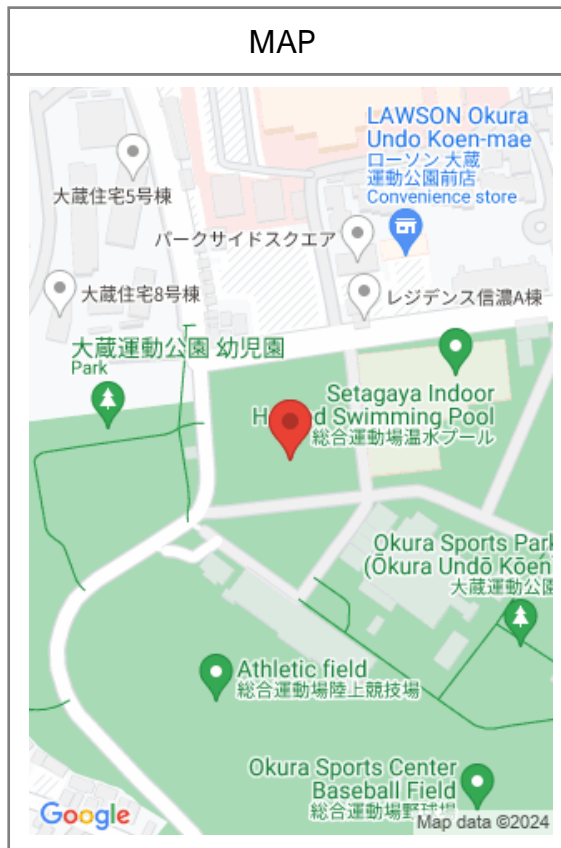 MAP
LAWSON Okura
Undo Koen-mae
ローソン 大蔵
運動公園前店
Convenience store
大蔵住宅5号棟
パークサイドスクエア
大蔵住宅8号棟
レジデンス信濃A棟
大蔵運動公園 幼児園
Park
Setagaya Indoor
H d Swimming Pool
総合運動場温水プール
Okura Sports Park
(Ōkura Undō Kōen
大蔵運動公園
Athletic field
総合運動場陸上競技場
Okura Sports Center
Baseball Field
総合運動場野球場
Google
Map data ©2024